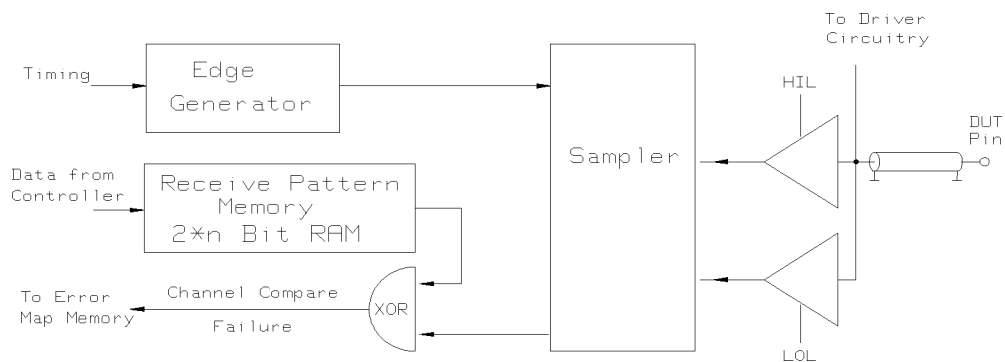 To Driver
Circuitry
Timing
Edge
Generator
HIL
DUT
Pin
Sampler
Data from
Controller
Receive Pattern
Memory
2*n Bit RAM
To Error
Map Memory
Channel Compare
Failure
XOR
LOL